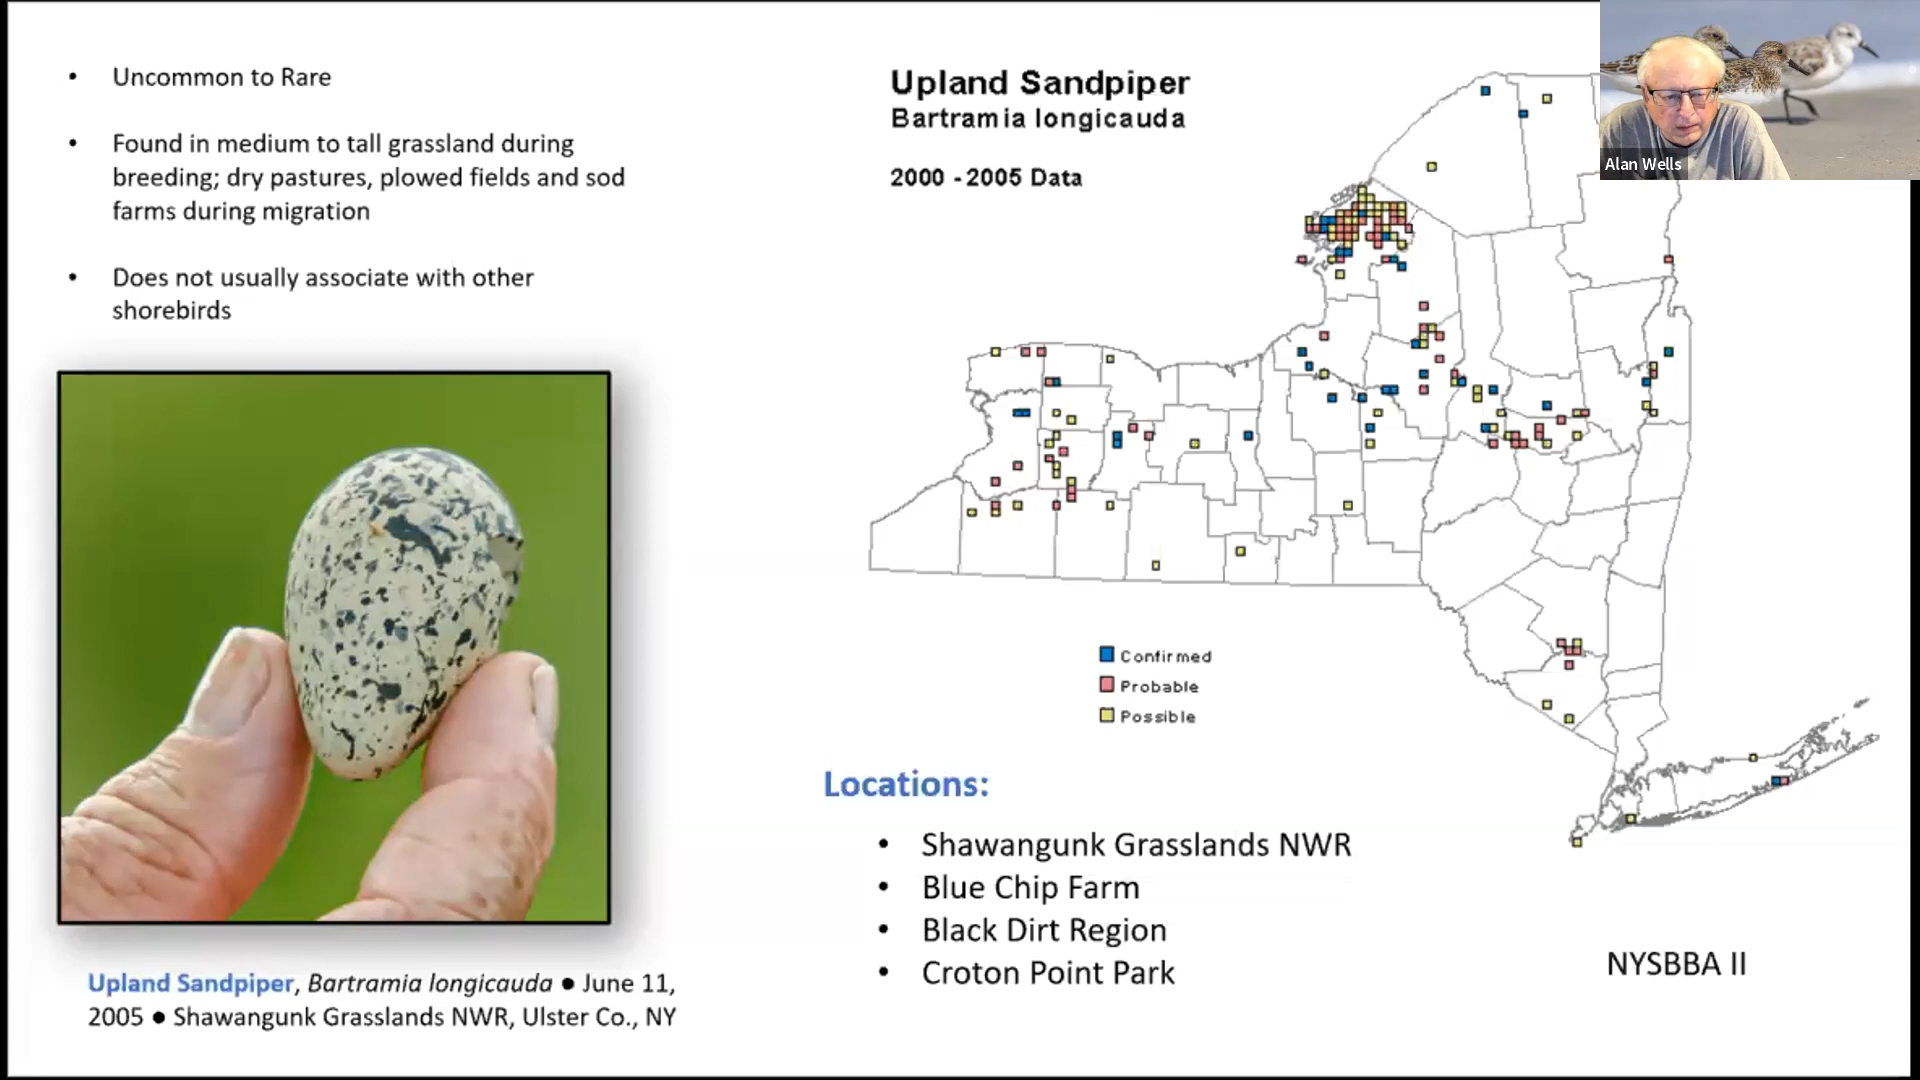 • Uncommon to Rare
• Found in medium to tall grassland during
breeding; dry pastures, plowed fields and sod
farms during migration
• Does not usually associate with other
shorebirds
Upland Sandpiper, Bartramia longicauda ● June 11,
2005 ● Shawangunk Grasslands NWR, Ulster Co., NY
Upland Sandpiper
Bartramia longicauda
2000 - 2005 Data
Confirmed
Probable
Possible
Locations:
• Shawangunk Grasslands NWR
• Blue Chip Farm
• Black Dirt Region
• Croton Point Park
NYSBBA II
Alan Wells